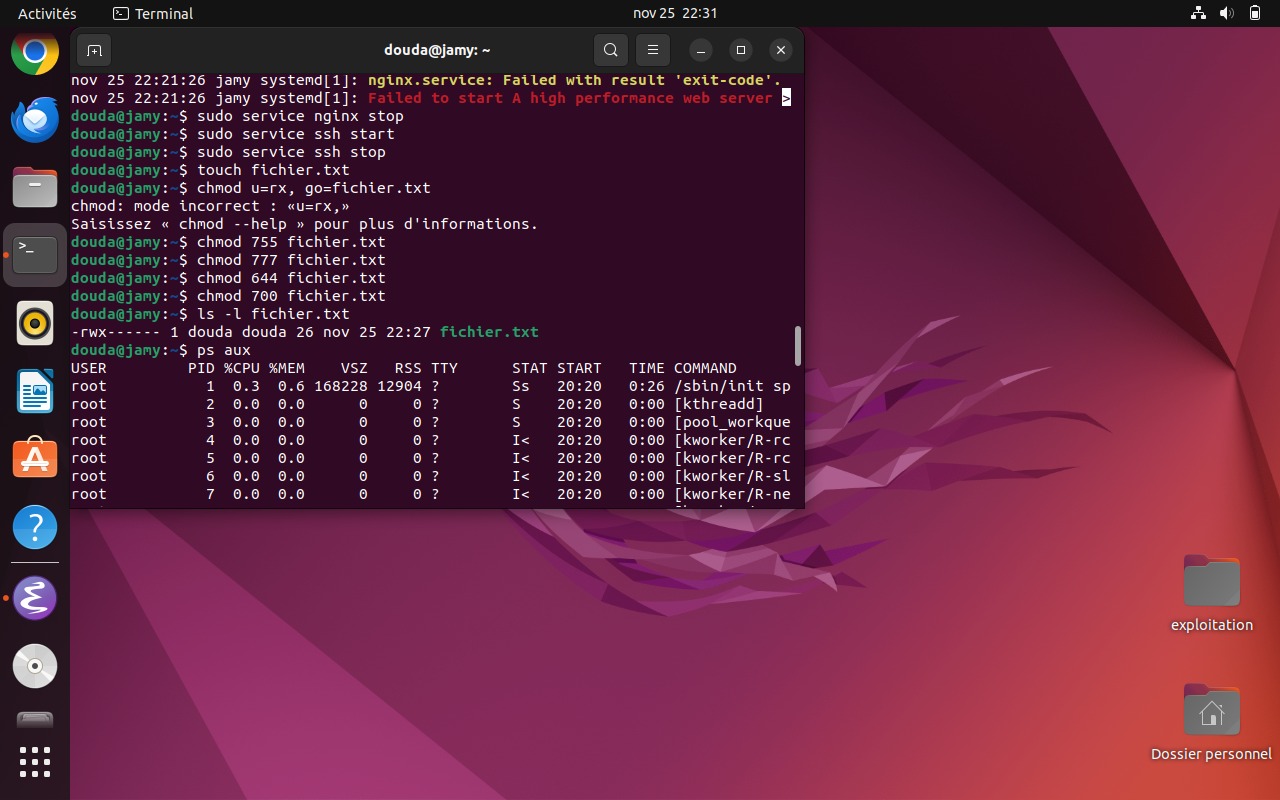 Activités
Terminal
nov 25 22:31
douda@jamy: ~
nov 25 22:21:26 jamy systemd[1]: nginx.service: Failed with result 'exit-code'.
nov 25 22:21:26 jamy systemd[1]: Failed to start A high performance web server >
douda@jamy:~$ sudo service nginx stop
douda@jamy:~$ sudo service ssh start
douda@jamy:~$ sudo service ssh stop
douda@jamy:~$ touch fichier.txt
douda@jamy:~$ chmod u=rx, go=fichier.txt
chmod: mode incorrect : «u=rx,»
Saisissez « chmod --help » pour plus d'informations.
douda@jamy:~$ chmod 755 fichier.txt
douda@jamy:~$ chmod 777 fichier.txt
douda@jamy:~$ chmod 644 fichier.txt
douda@jamy:~$ chmod 700 fichier.txt
douda@jamy:~$ ls -l fichier.txt
-rwx------ 1 douda douda 26 nov 25 22:27 fichier.txt
douda@jamy:~$ ps aux
USER PID %CPU %MEM VSZ RSS TTY STAT START TIME COMMAND
root 1 0.3 0.6 168228 12904 ? Ss 20:20 0:26 /sbin/init sp
root 2 0.0 0.0 0 0 ? S 20:20 0:00 [kthreadd]
root 3 0.0 0.0 0 0 ? S 20:20 0:00 [pool_workque
root 4 0.0 0.0 0 0 ? I< 20:20 0:00 [kworker/R-rc
root 5 0.0 0.0 0 0 ? I< 20:20 0:00 [kworker/R-rc
root 6 0.0 0.0 0 0 ? I< 20:20 0:00 [kworker/R-sl
root 7 0.0 0.0 0 0 ? I< 20:20 0:00 [kworker/R-ne
exploitation
Dossier personnel